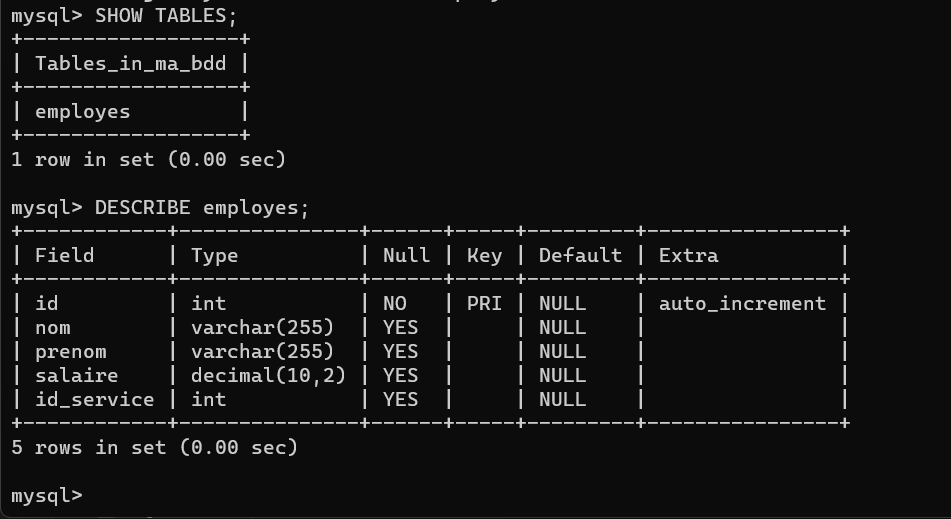 mysql> SHOW TABLES;
+------------------+
| Tables_in_ma_bdd |
+------------------+
| employes         |
+------------------+
1 row in set (0.00 sec)
mysql> DESCRIBE employes;
+------------+---------------+------+-----+---------+----------------+
| Field      | Type          | Null | Key | Default | Extra          |
+------------+---------------+------+-----+---------+----------------+
| id         | int           | NO   | PRI | NULL    | auto_increment |
| nom        | varchar(255)  | YES  |     | NULL    |                |
| prenom     | varchar(255)  | YES  |     | NULL    |                |
| salaire    | decimal(10,2) | YES  |     | NULL    |                |
| id_service | int           | YES  |     | NULL    |                |
+------------+---------------+------+-----+---------+----------------+
5 rows in set (0.00 sec)
mysql>